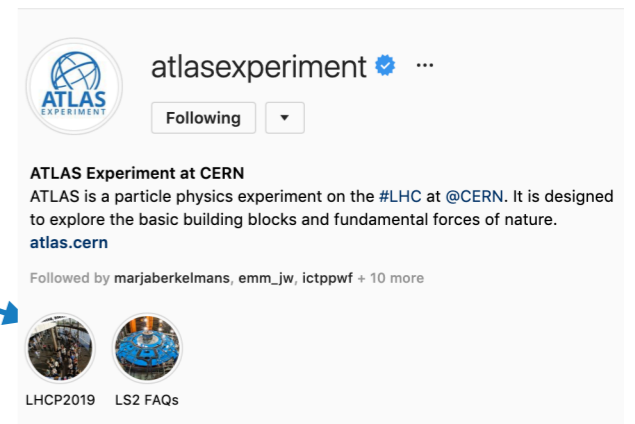 ATLAS
EXPERIMENT
atlasexperiment
Following
ATLAS Experiment at CERN
ATLAS is a particle physics experiment on the #LHC at @CERN. It is designed
to explore the basic building blocks and fundamental forces of nature.
atlas.cern
Followed by marjaberkelmans, emm_jw, ictppwf + 10 more
LHCP2019 LS2 FAQs